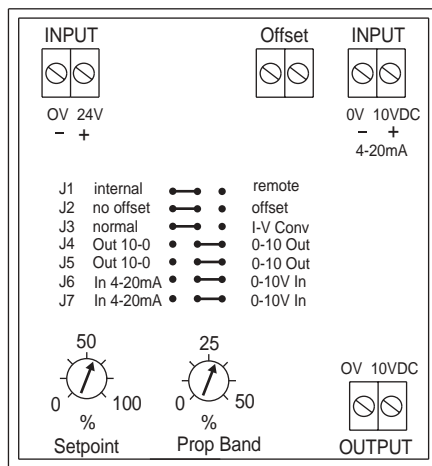 INPUT Offset INPUT
OV 24V 0V 10VDC
- + - +
4-20mA
J1 internal remote
J2 no offset offset
J3 normal I-V Conv
J4 Out 10-0 0-10 Out
J5 Out 10-0 0-10 Out
J6 In 4-20mA 0-10V In
J7 In 4-20mA 0-10V In
50 25
0 100 0 50
% %
Setpoint Prop Band
OV 10VDC
OUTPUT